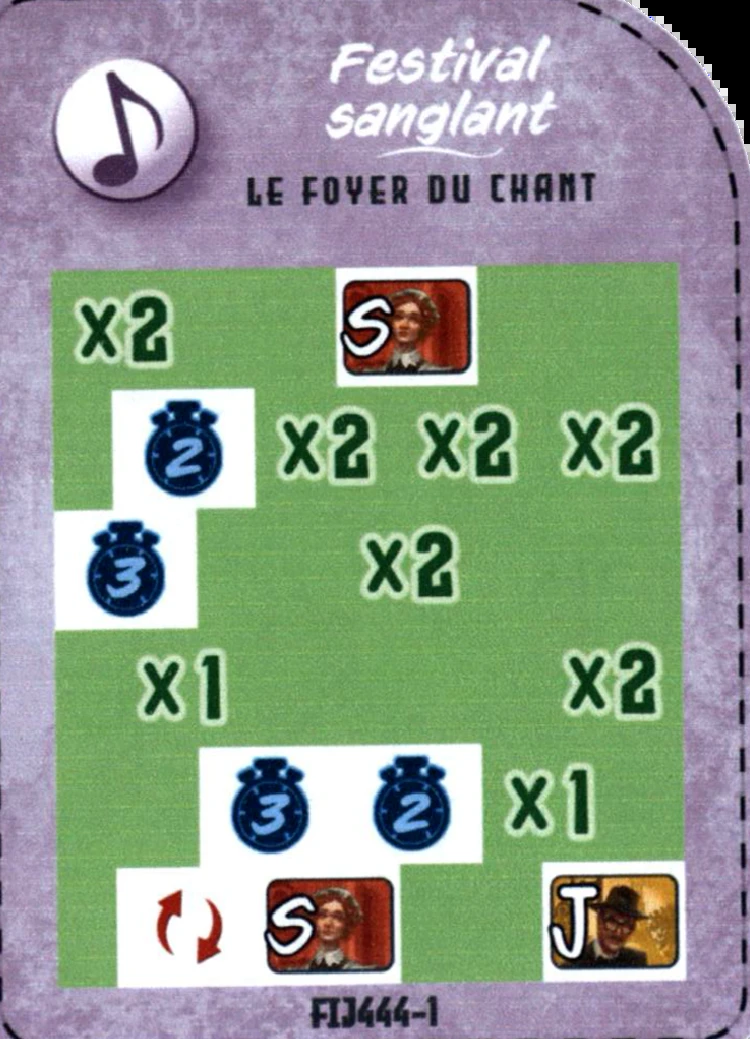 Festival
sanglant
LE FOYER DU CHANT
X2 S
2 X2 X2 X2
3 X2
X1 X2
3 2 X1
S J
FIJ444-1